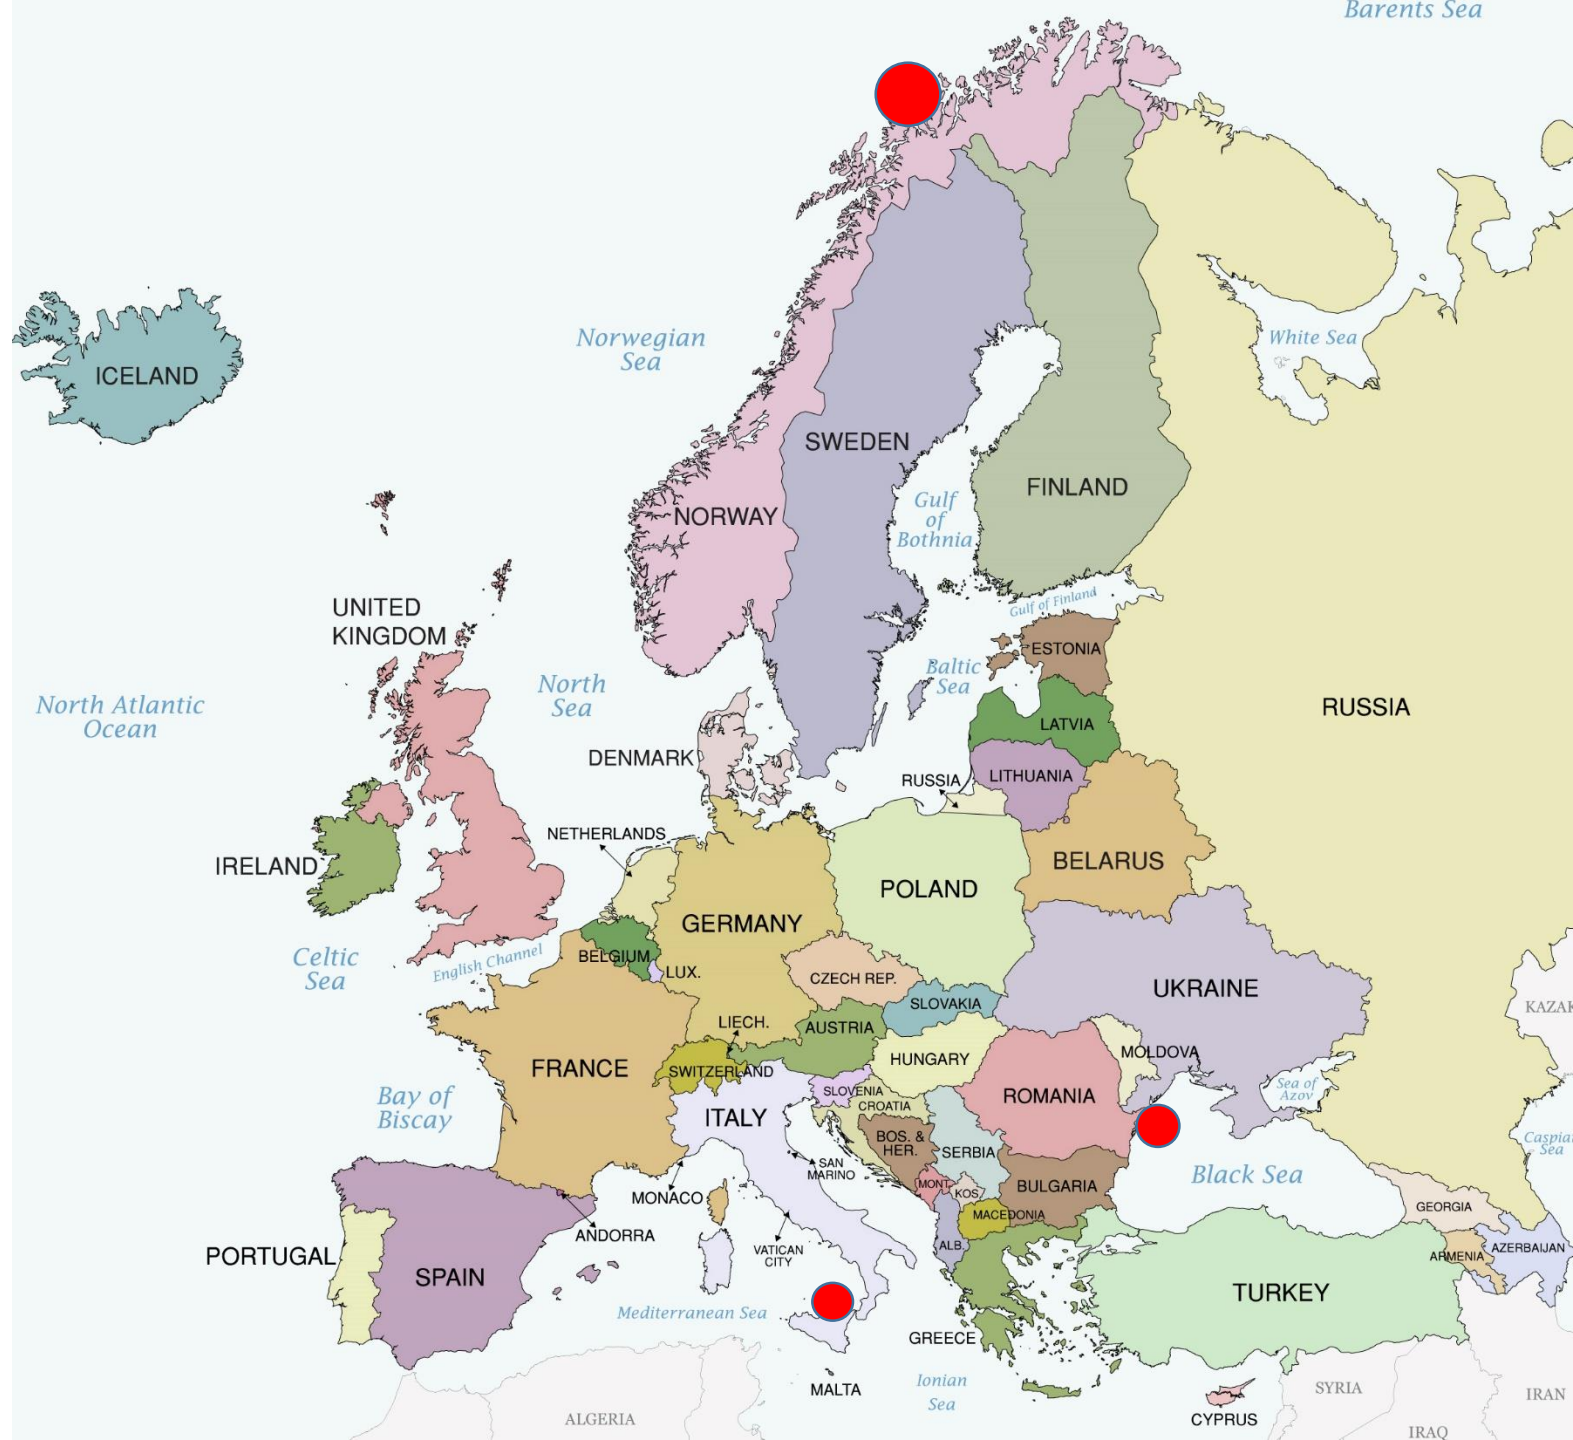 Barents Sea
Norwegian
Sea
White Sea
ICELAND
SWEDEN
FINLAND
NORWAY
Gulf
of
Bothnia
Gulf of Finland
UNITED
KINGDOM
ESTONIA
Baltic
Sea
North
Sea
North Atlantic
Ocean
RUSSIA
LATVIA
DENMARK
LITHUANIA
RUSSIA
NETHERLANDS
BELARUS
IRELAND
POLAND
GERMANY
Celtic
Sea
English Channel
BELGIUM
LUX.
CZECH REP.
UKRAINE
SLOVAKIA
KAZAK
LIECH.
AUSTRIA
HUNGARY
MOLDOVA
FRANCE
SWITZERLAND
SLOVENIA
CROATIA
ROMANIA
Sea of
Azov
Bay of
Biscay
ITALY
BOS. &
HER.
SERBIA
Caspian
Sea
SAN
MARINO
Black Sea
MONACO
MONT.
KOS.
BULGARIA
MACEDONIA
GEORGIA
ANDORRA
VATICAN
CITY
ALB.
ARMENIA
AZERBAIJAN
PORTUGAL
SPAIN
TURKEY
Mediterranean Sea
GREECE
MALTA
Ionian
Sea
SYRIA
IRAN
CYPRUS
ALGERIA
IRAQ